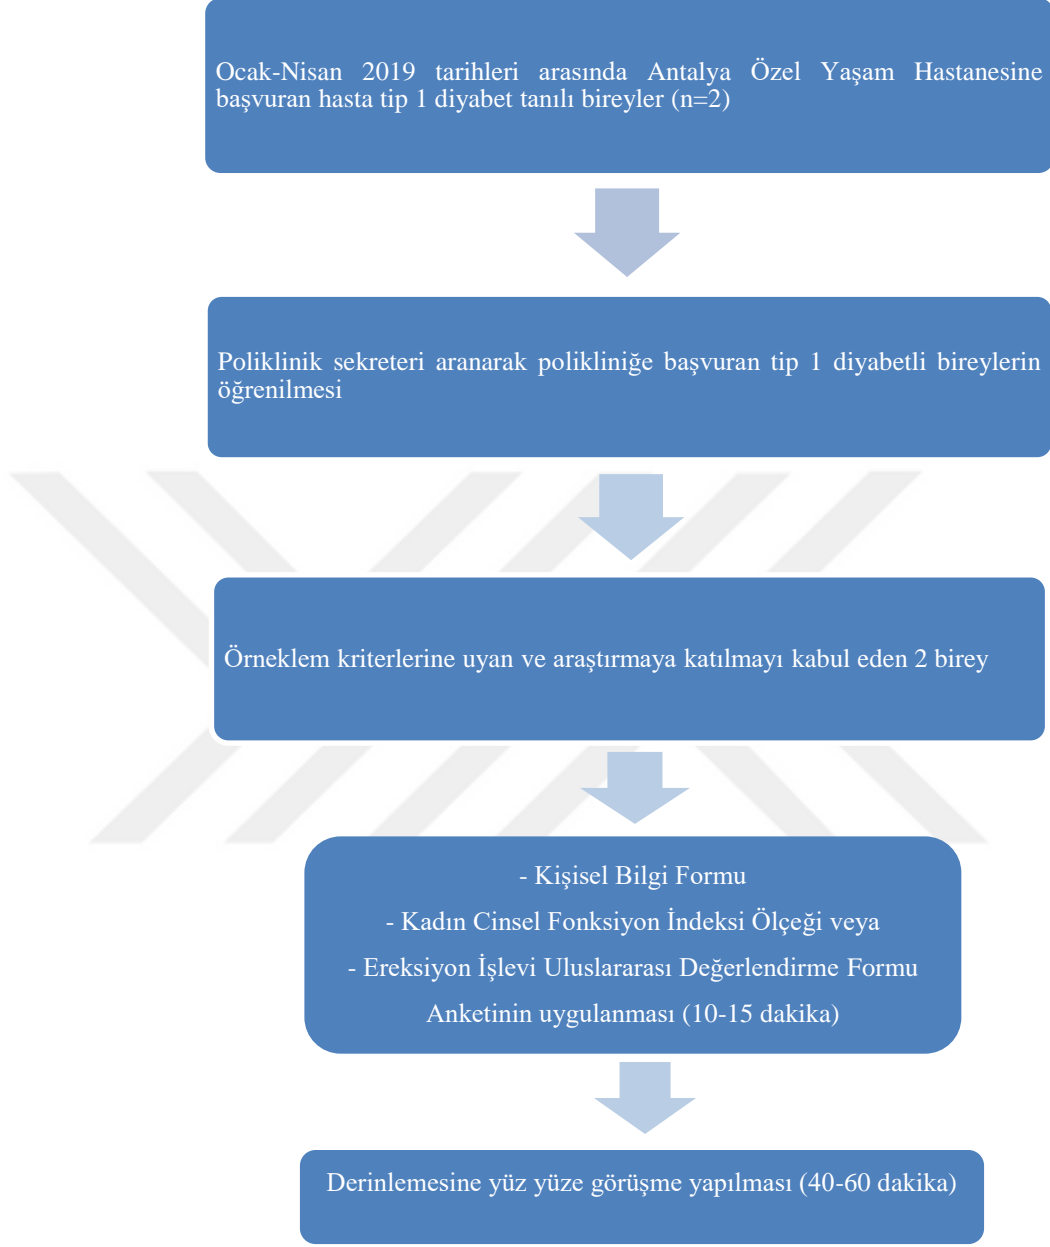 Ocak-Nisan 2019 tarihleri arasında Antalya Özel Yaşam Hastanesine
başvuran hasta tip 1 diyabet tanılı bireyler (n=2)
Poliklinik sekreteri aranarak polikliniğe başvuran tip 1 diyabetli bireylerin
öğrenilmesi
Örneklem kriterlerine uyan ve araştırmaya katılmayı kabul eden 2 birey
- Kişisel Bilgi Formu
- Kadın Cinsel Fonksiyon İndeksi Ölçeği veya
- Ereksiyon İşlevi Uluslararası Değerlendirme Formu
Anketinin uygulanması (10-15 dakika)
Derinlemesine yüz yüze görüşme yapılması (40-60 dakika)